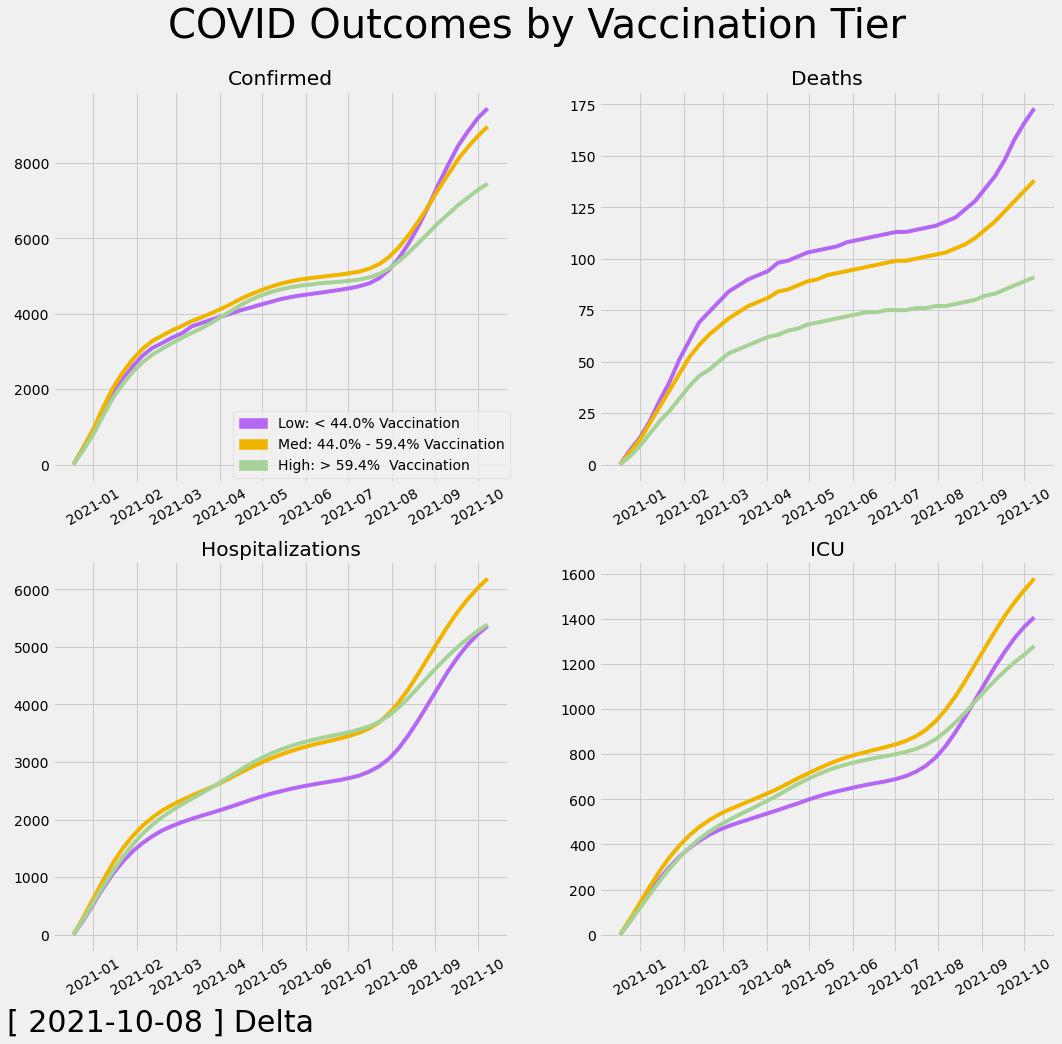 COVID Outcomes by Vaccination Tier
Confirmed
8000
6000
4000
2000
0
Low: < 44.0% Vaccination
Med: 44.0% - 59.4% Vaccination
High: > 59.4%  Vaccination
2021-01 2021-02 2021-03 2021-04 2021-05 2021-06 2021-07 2021-08 2021-09 2021-10
Deaths
175
150
125
100
75
50
25
0
2021-01 2021-02 2021-03 2021-04 2021-05 2021-06 2021-07 2021-08 2021-09 2021-10
Hospitalizations
6000
5000
4000
3000
2000
1000
0
2021-01 2021-02 2021-03 2021-04 2021-05 2021-06 2021-07 2021-08 2021-09 2021-10
ICU
1600
1400
1200
1000
800
600
400
200
0
2021-01 2021-02 2021-03 2021-04 2021-05 2021-06 2021-07 2021-08 2021-09 2021-10
[ 2021-10-08 ] Delta